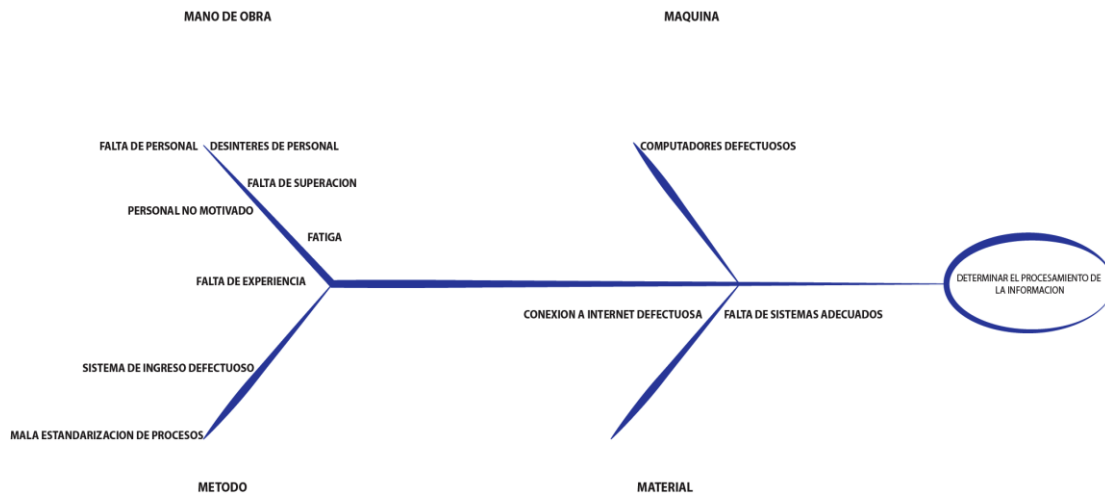 MANO DE OBRA
MAQUINA
FALTA DE PERSONAL
DESINTERES DE PERSONAL
COMPUTADORES DEFECTUOSOS
FALTA DE SUPERACION
PERSONAL NO MOTIVADO
FATIGA
FALTA DE EXPERIENCIA
DETERMINAR EL PROCESAMIENTO DE
LA INFORMACION
CONEXION A INTERNET DEFECTUOSA
FALTA DE SISTEMAS ADECUADOS
SISTEMA DE INGRESO DEFECTUOSO
MALA ESTANDARIZACION DE PROCESOS
METODO
MATERIAL